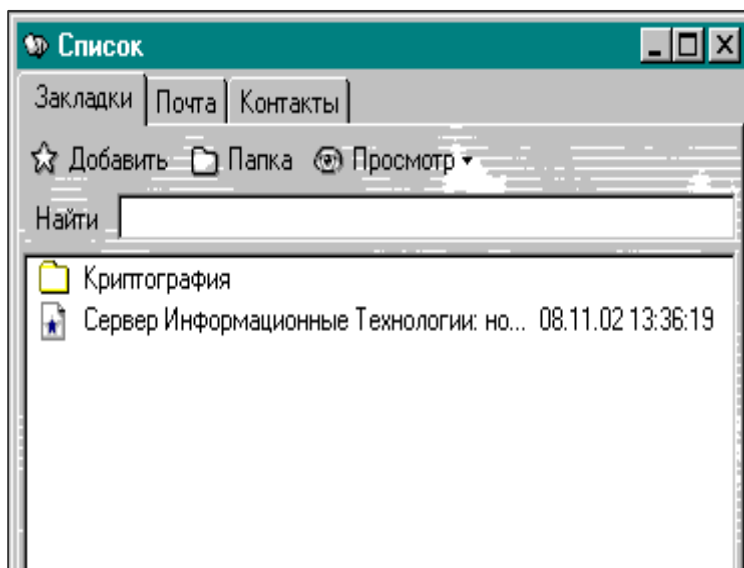 Список
Закладки Почта Контакты
Добавить Папка Просмотр
Найти
Криптография
Сервер Информационные Технологии: но... 08.11.02 13:36:19